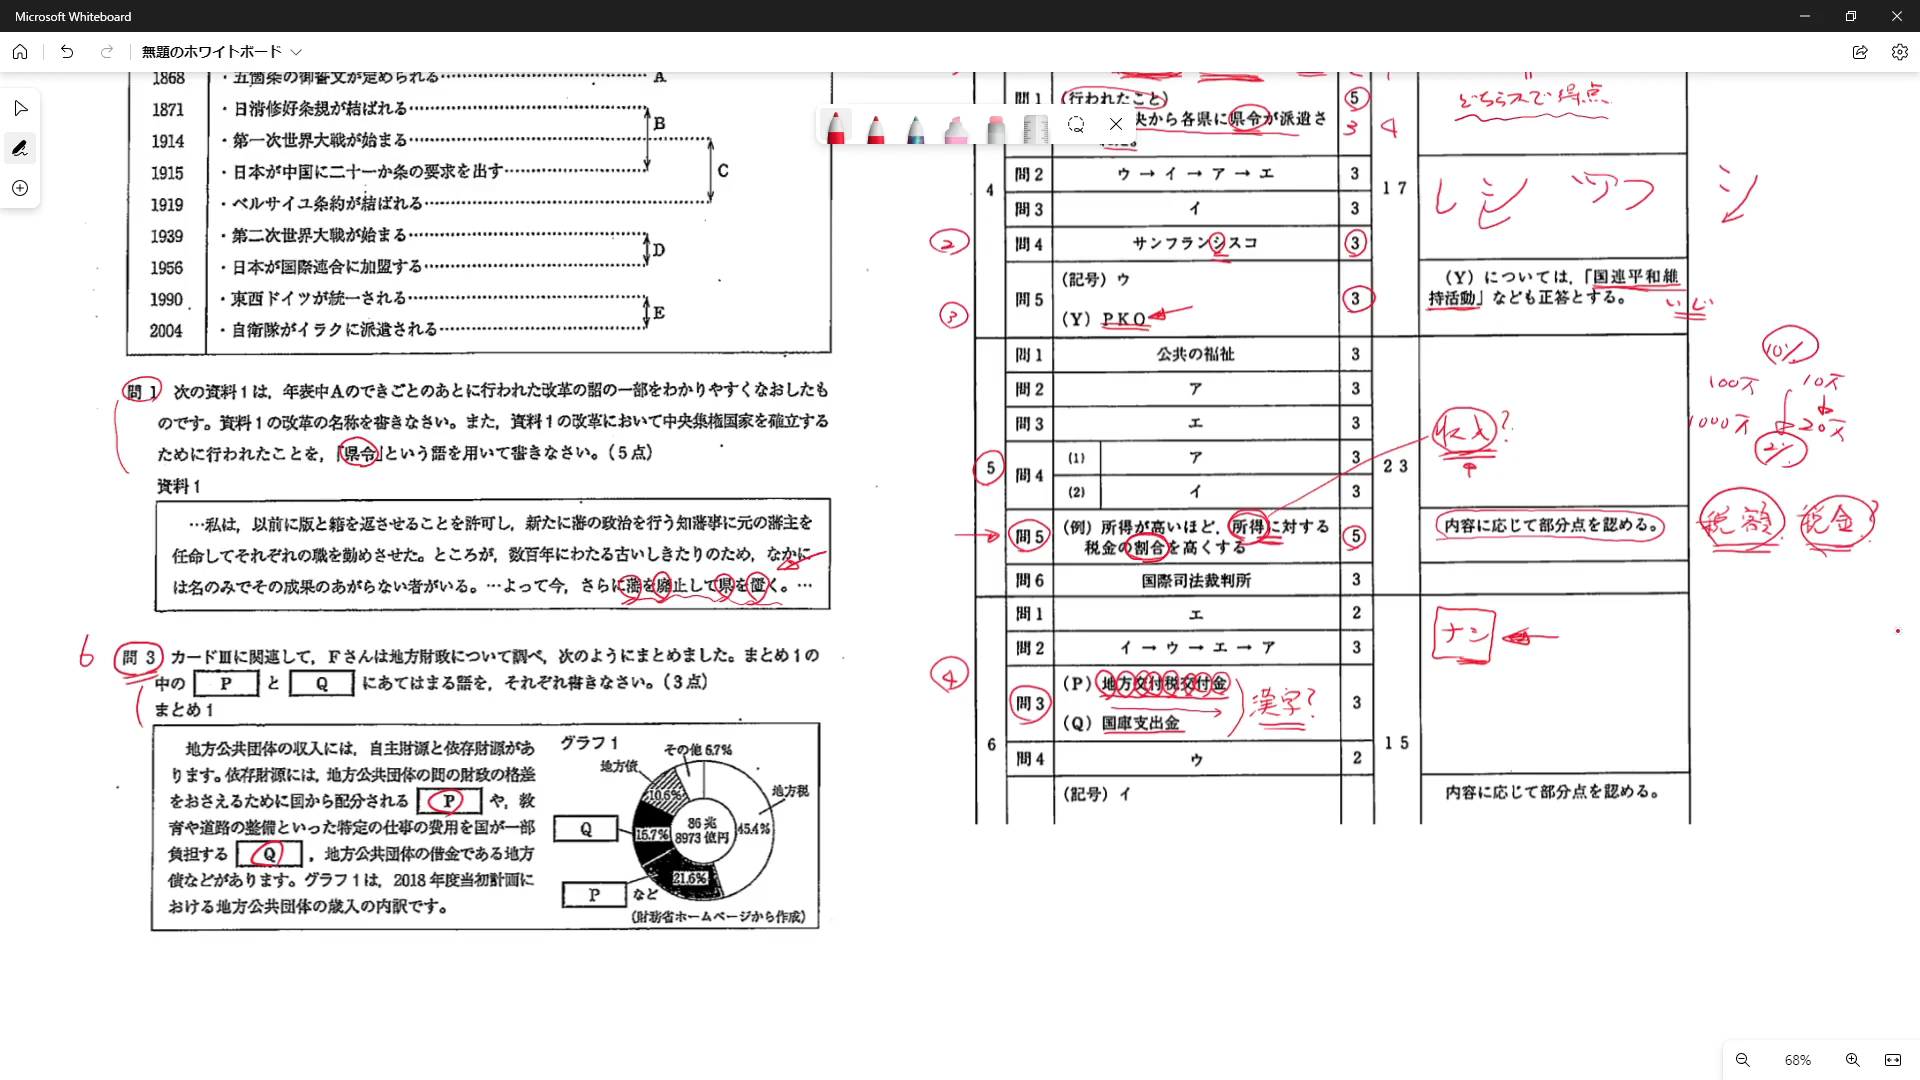 Microsoft Whiteboard
無題のホワイトボード
1868 ・五箇条の御誓文が定められる A
1871 ・日清修好条規が結ばれる
B
1914 ・第一次世界大戦が始まる
1915 ・日本が中国に二十一か条の要求を出す C
1919 ・ベルサイユ条約が結ばれる
1939 ・第二次世界大戦が始まる
D
1956 ・日本が国際連合に加盟する
1990 ・東西ドイツが統一される
E
2004 ・自衛隊がイラクに派遣される
問1 次の資料1は，年表中Aのできごとのあとに行われた改革の詔の一部をわかりやすくなおしたも
のです。資料1の改革の名称を書きなさい。また，資料1の改革において中央集権国家を確立する
ために行われたことを，「県令」という語を用いて書きなさい。（5点）
資料1
…私は，以前に版と籍を返させることを許可し，新たに藩の政治を行う知藩事に元の藩主を
任命してそれぞれの職を勤めさせた。ところが，数百年にわたる古いしきたりのため，なかに
は名のみでその成果のあがらない者がいる。…よって今，さらに藩を廃止して県を置く。…
6 問3 カードⅢに関連して，Fさんは地方財政について調べ，次のようにまとめました。まとめ1の
中の P と Q にあてはまる語を，それぞれ書きなさい。（3点）
まとめ1
地方公共団体の収入には，自主財源と依存財源があ
ります。依存財源には，地方公共団体の間の財政の格差
をおさえるために国から配分される P や，教
育や道路の整備といった特定の仕事の費用を国が一部
負担する Q ，地方公共団体の借金である地方
債などがあります。グラフ1は，2018年度当初計画に
おける地方公共団体の歳入の内訳です。
グラフ1
その他 6.7%
地方債
10.6%
地方税
45.4%
86兆
8973億円
Q
15.7%
21.6%
P など
（財務省ホームページから作成）
問1 （行われたこと） 5
央から各県に県令が派遣さ 3 4
どちらスで得点
4
問2 ウ→イ→ア→エ 3
17
問3 イ 3
② 問4 サンフランシスコ 3
問5 （記号）ウ 3
③ （Y）PKO
（Y）については，「国連平和維
持活動」なども正答とする。
いじ
5
問1 公共の福祉 3
問2 ア 3
問3 エ 3
問4 (1) ア 3
(2) イ 3
23
問5 （例）所得が高いほど，所得に対する 5
税金の割合を高くする
内容に応じて部分点を認める。
問6 国際司法裁判所 3
収入？
10%
100万 10万
1000万 20万
2%
税額 税金？
6
問1 エ 2
問2 イ→ウ→エ→ア 3
ナシ
④ 問3 （P）地方交付税交付金 3
（Q）国庫支出金
漢字？
15
問4 ウ 2
（記号）イ
内容に応じて部分点を認める。
68%